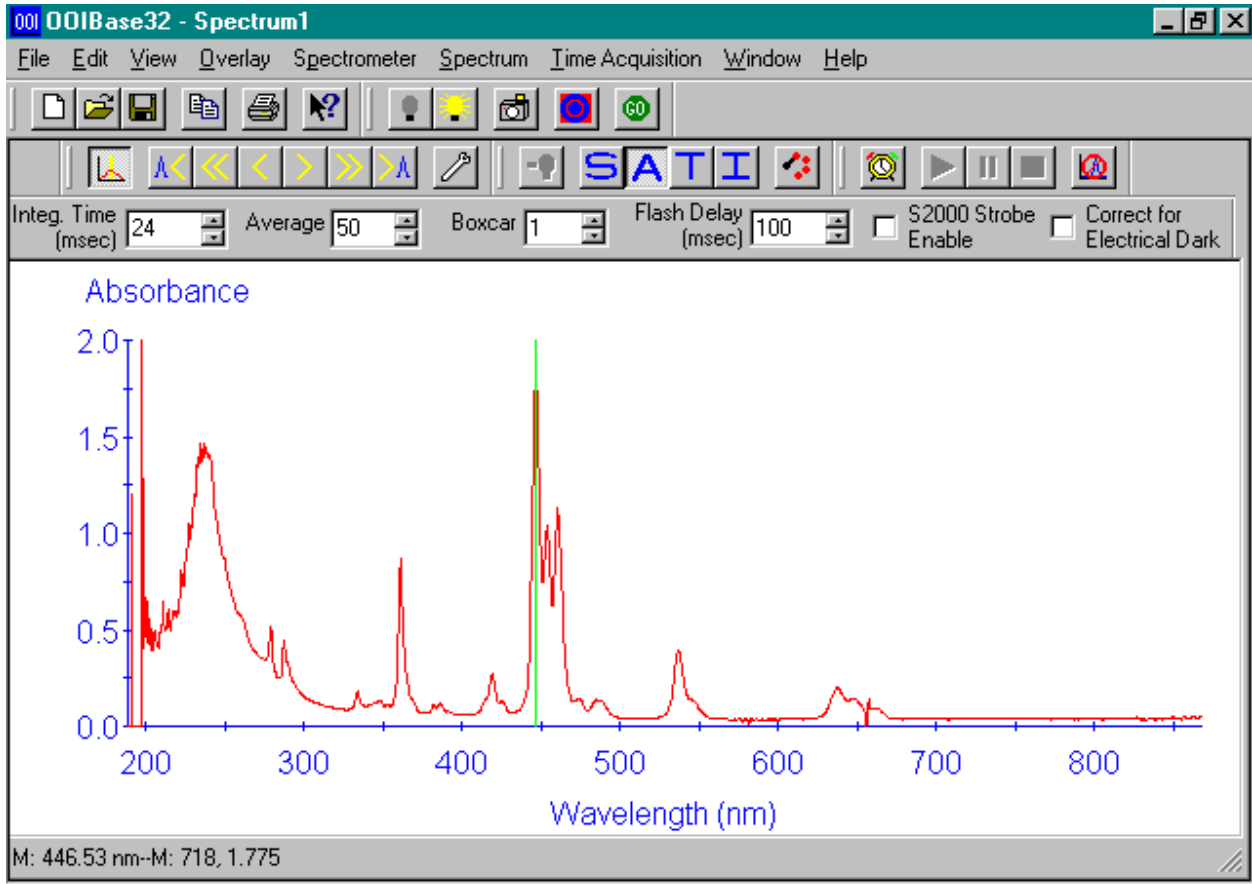 OOI OOIBase32 - Spectrum1
File Edit View Overlay Spectrometer Spectrum Time Acquisition Window Help
GO
S A T I
Integ. Time (msec) 24 Average 50 Boxcar 1 Flash Delay (msec) 100 S2000 Strobe Enable Correct for Electrical Dark
Absorbance
2.0
1.5
1.0
0.5
0.0
200 300 400 500 600 700 800
Wavelength (nm)
M: 446.53 nm--M: 718, 1.775